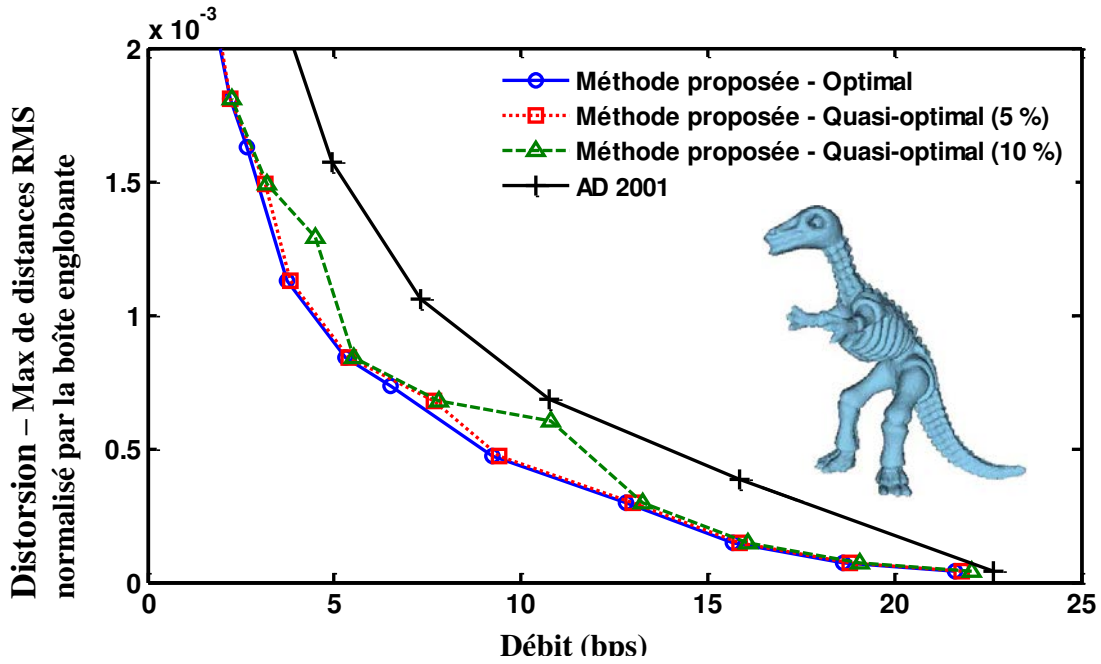 x 10⁻³
2
1.5
1
0.5
0
0 5 10 15 20 25
Distorsion – Max de distances RMS
normalisé par la boîte englobante
Débit (bps)
Méthode proposée - Optimal
Méthode proposée - Quasi-optimal (5 %)
Méthode proposée - Quasi-optimal (10 %)
AD 2001